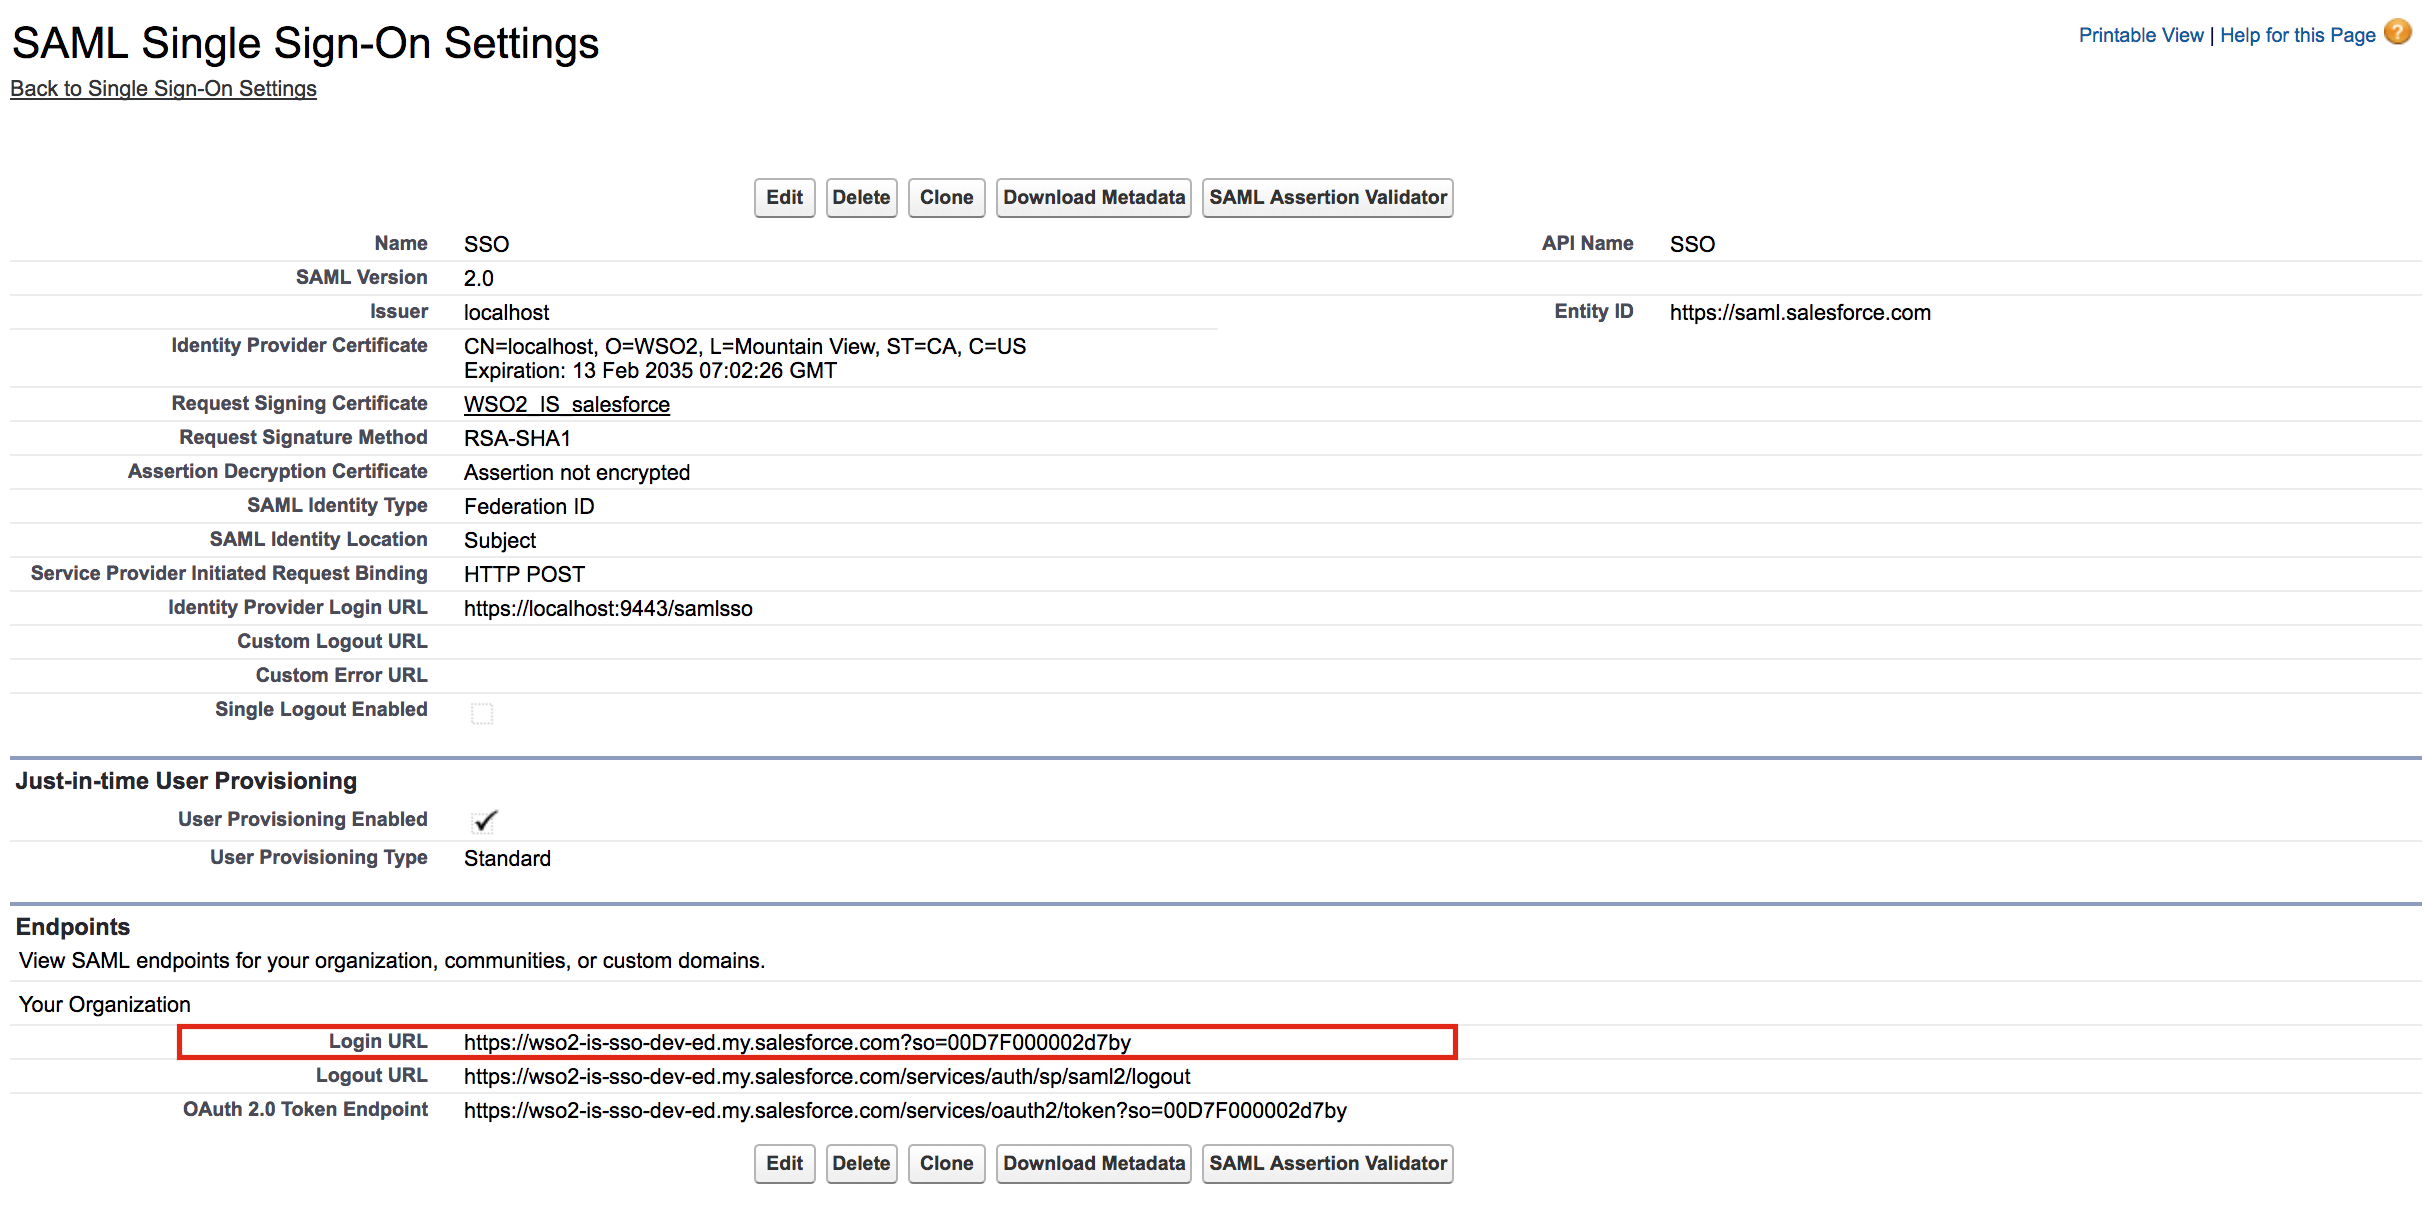 SAML Single Sign-On Settings
Printable View | Help for this Page ?
Back to Single Sign-On Settings
Edit Delete Clone Download Metadata SAML Assertion Validator
Name SSO API Name SSO
SAML Version 2.0
Issuer localhost Entity ID https://saml.salesforce.com
Identity Provider Certificate CN=localhost, O=WSO2, L=Mountain View, ST=CA, C=US
Expiration: 13 Feb 2035 07:02:26 GMT
Request Signing Certificate WSO2_IS_salesforce
Request Signature Method RSA-SHA1
Assertion Decryption Certificate Assertion not encrypted
SAML Identity Type Federation ID
SAML Identity Location Subject
Service Provider Initiated Request Binding HTTP POST
Identity Provider Login URL https://localhost:9443/samlsso
Custom Logout URL
Custom Error URL
Single Logout Enabled
Just-in-time User Provisioning
User Provisioning Enabled
User Provisioning Type Standard
Endpoints
View SAML endpoints for your organization, communities, or custom domains.
Your Organization
Login URL https://wso2-is-sso-dev-ed.my.salesforce.com?so=00D7F000002d7by
Logout URL https://wso2-is-sso-dev-ed.my.salesforce.com/services/auth/sp/saml2/logout
OAuth 2.0 Token Endpoint https://wso2-is-sso-dev-ed.my.salesforce.com/services/oauth2/token?so=00D7F000002d7by
Edit Delete Clone Download Metadata SAML Assertion Validator